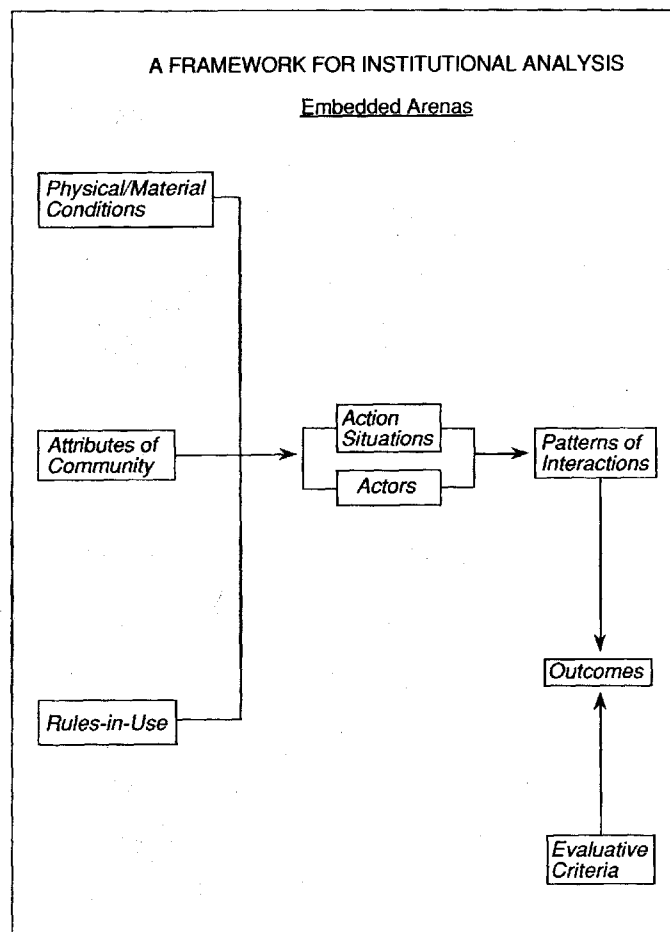 A FRAMEWORK FOR INSTITUTIONAL ANALYSIS
Embedded Arenas
Physical/Material
Conditions
Attributes of
Community
Rules-in-Use
Action
Situations
Actors
Patterns of
Interactions
Outcomes
Evaluative
Criteria